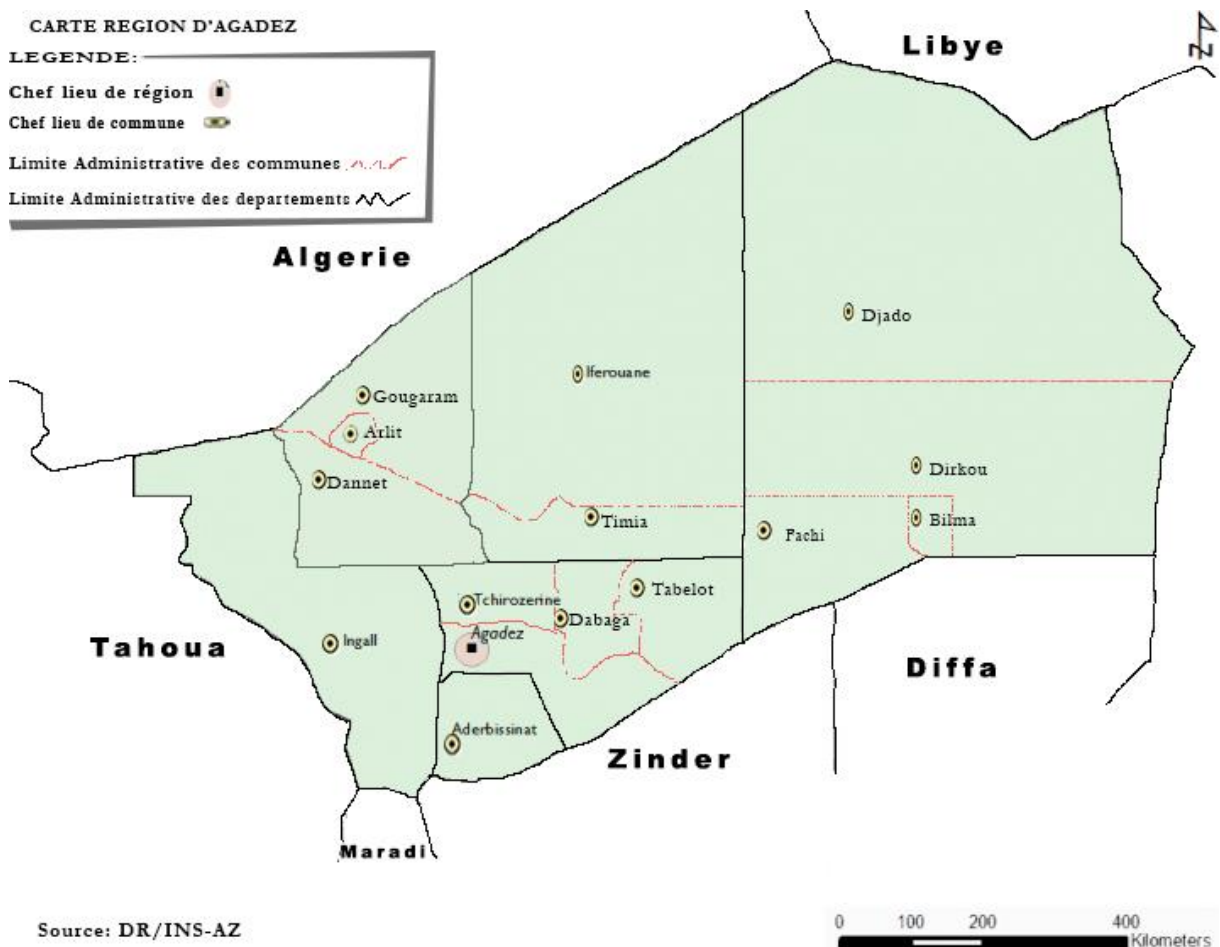 CARTE REGION D'AGADEZ
LEGENDE:
Chef lieu de région
Chef lieu de commune
Limite Administrative des communes
Limite Administrative des departements
Libye
Algerie
Djado
Iferouane
Gougaram
Arlit
Dirkou
Dannet
Timia
Bilma
Fachi
Tabelot
Tchirozerine
Dabaga
Agadez
Tahoua
Ingall
Diffa
Aderbissinat
Zinder
Maradi
Source: DR/INS-AZ
0 100 200 400
Kilometers